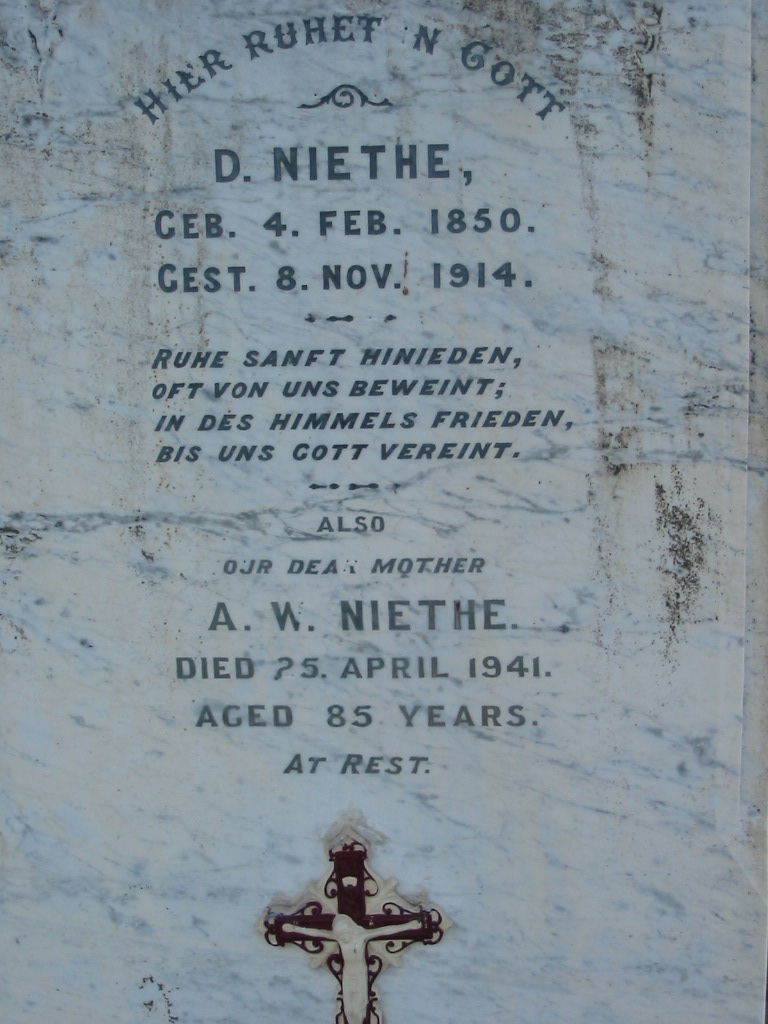 HIER RUHET IN GOTT
D. NIETHE,
GEB. 4. FEB. 1850.
GEST. 8. NOV. 1914.
RUHE SANFT HINIEDEN,
OFT VON UNS BEWEINT;
IN DES HIMMELS FRIEDEN,
BIS UNS GOTT VEREINT.
ALSO
OUR DEAR MOTHER
A. W. NIETHE.
DIED 25. APRIL 1941.
AGED 85 YEARS.
AT REST.